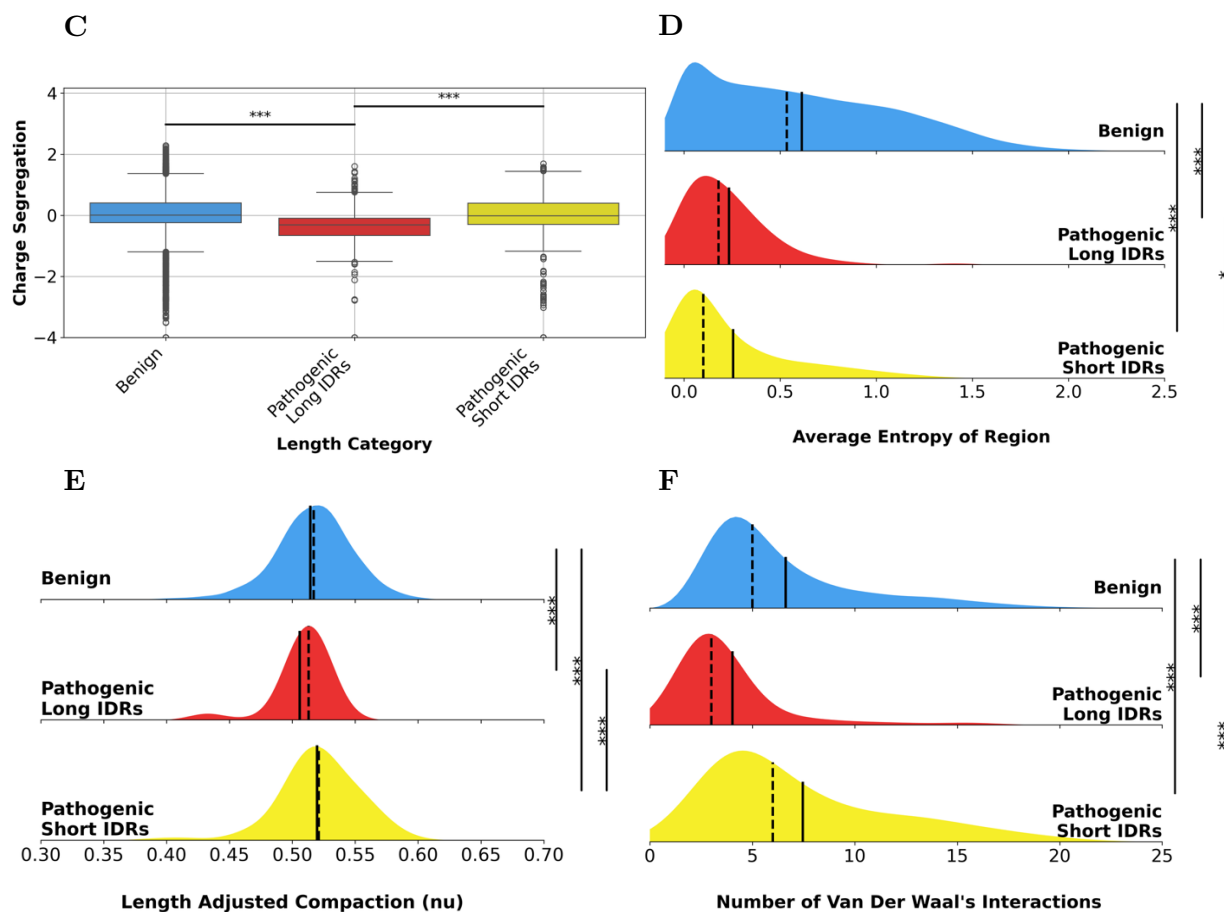 C
Charge Segregation
4
2
0
−2
−4
***
***
Benign
Pathogenic
Long IDRs
Pathogenic
Short IDRs
Length Category
D
Benign
Pathogenic
Long IDRs
Pathogenic
Short IDRs
***
***
*
0.0 0.5 1.0 1.5 2.0 2.5
Average Entropy of Region
E
Benign
Pathogenic
Long IDRs
Pathogenic
Short IDRs
***
***
***
0.30 0.40 0.45 0.50 0.55 0.60 0.65 0.70
Length Adjusted Compaction (nu)
F
Benign
Pathogenic
Long IDRs
Pathogenic
Short IDRs
***
***
***
0 5 10 15 20 25
Number of Van Der Waal's Interactions